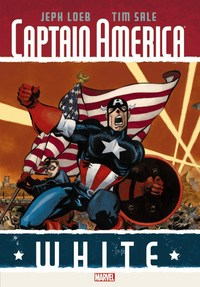 JEPH LOEB TIM SALE
CAPTAIN AMERICA
WHITE
MARVEL